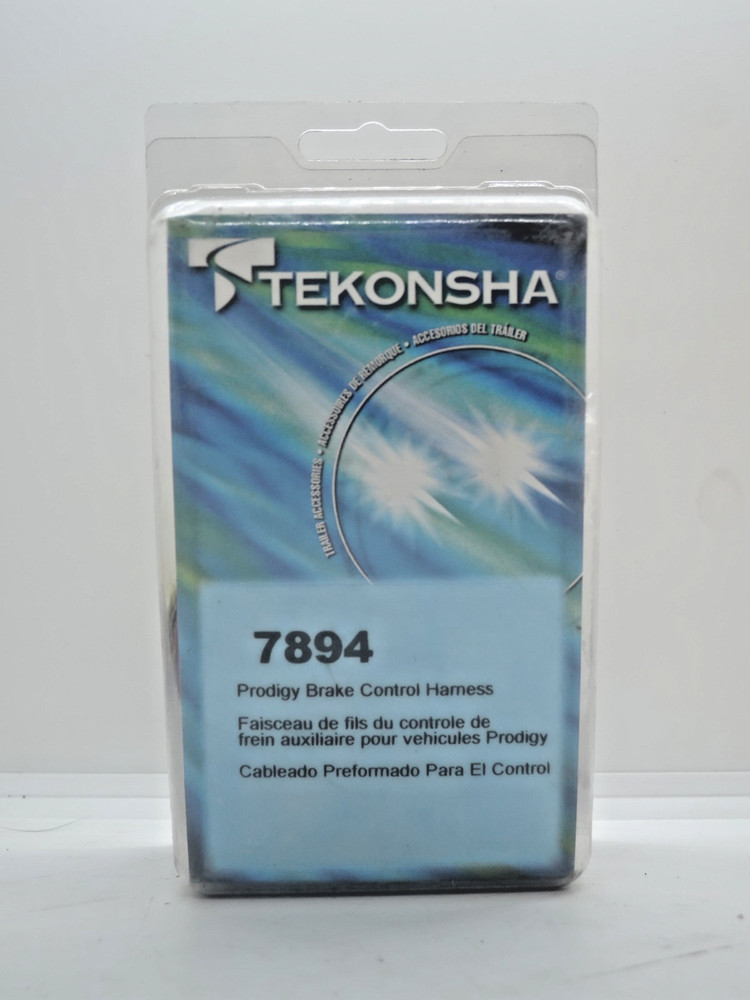 TEKONSHA®
TRAILER ACCESSORIES • ACCESSOIRES DE REMORQUE • ACCESORIOS DEL TRÁILER
7894
Prodigy Brake Control Harness
Faisceau de fils du controle de
frein auxiliaire pour vehicules Prodigy
Cableado Preformado Para El Control